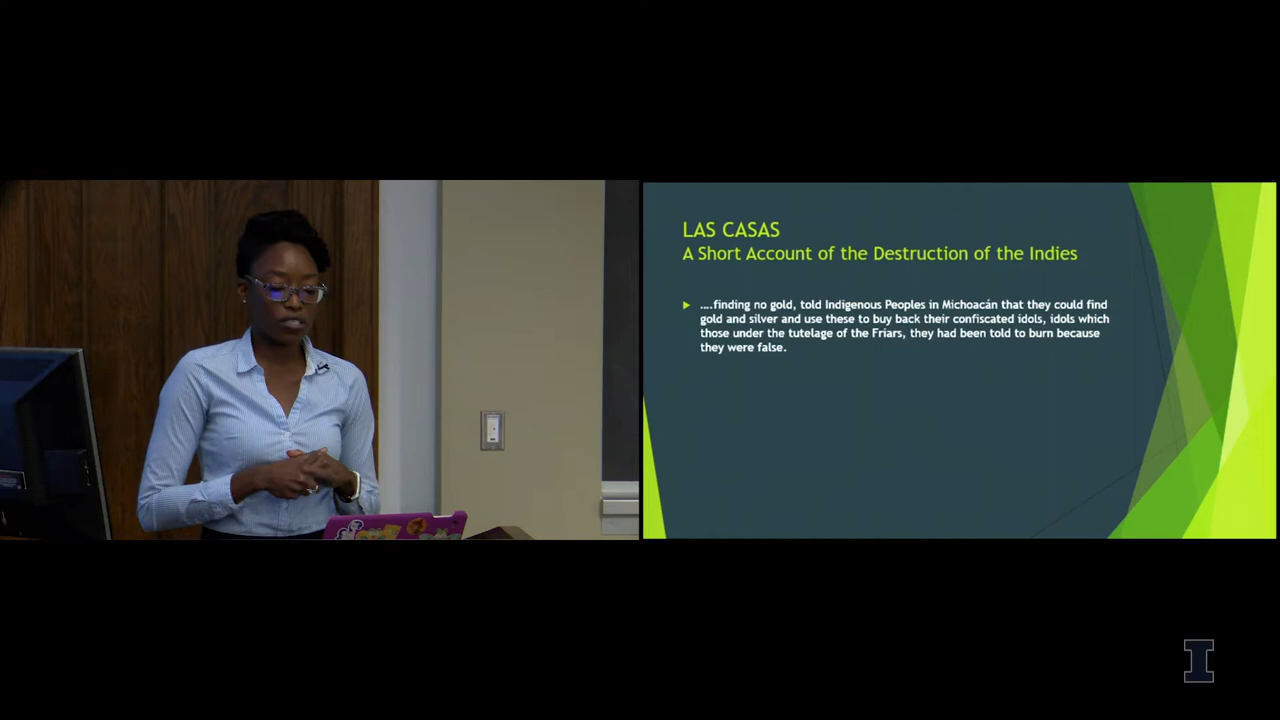 LAS CASAS
A Short Account of the Destruction of the Indies
....finding no gold, told Indigenous Peoples in Michoacán that they could find
gold and silver and use these to buy back their confiscated idols, idols which
those under the tutelage of the Friars, they had been told to burn because
they were false.
I